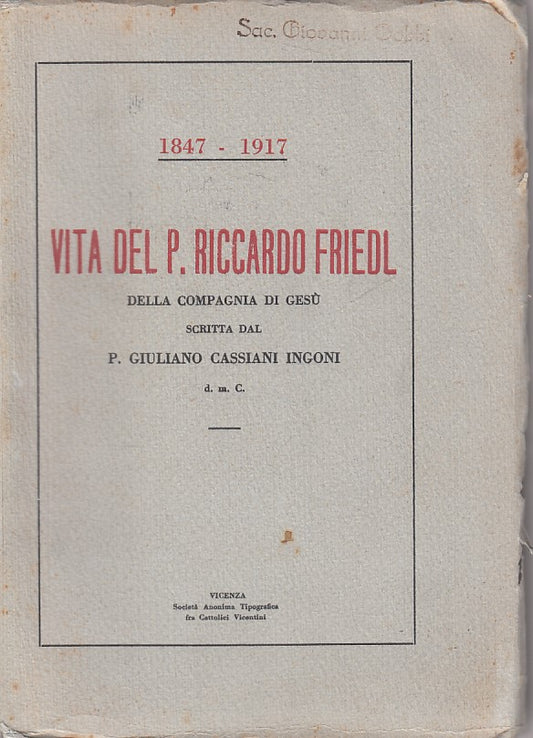 Sac. Giovanni
1847 - 1917
VITA DEL P. RICCARDO FRIEDL
DELLA COMPAGNIA DI GESÙ
SCRITTA DAL
P. GIULIANO CASSIANI INGONI
d. m. C.
VICENZA
Società Anonima Tipografica
fra Cattolici Vicentini